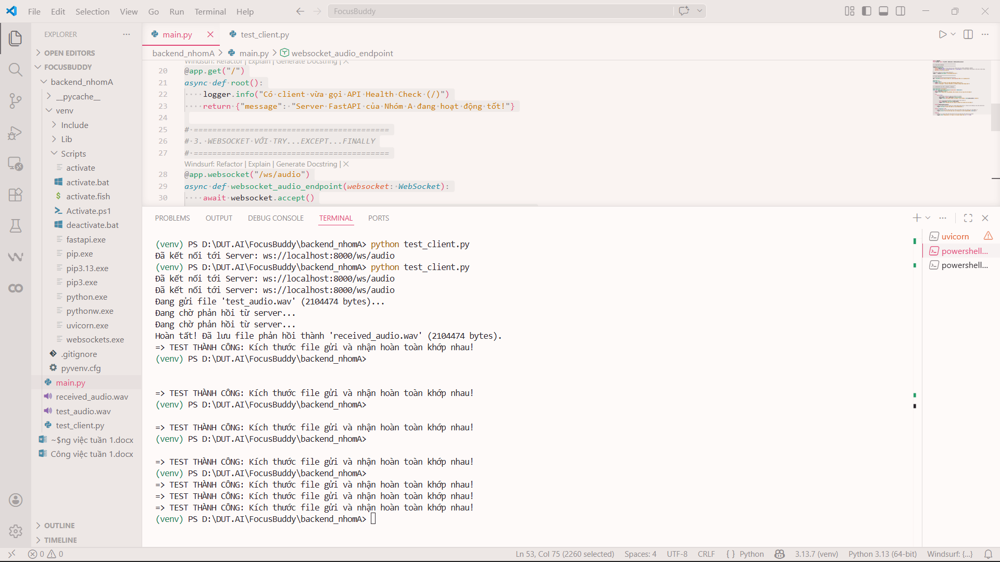 File Edit Selection View Go Run Terminal Help
FocusBuddy
EXPLORER
OPEN EDITORS
FOCUSBUDDY
backend_nhomA
__pycache__
venv
Include
Lib
Scripts
activate
activate.bat
activate.fish
Activate.ps1
deactivate.bat
fastapi.exe
pip.exe
pip3.13.exe
pip3.exe
python.exe
pythonw.exe
uvicorn.exe
websockets.exe
.gitignore
pyvenv.cfg
main.py
received_audio.wav
test_audio.wav
test_client.py
~$ng việc tuần 1.docx
Công việc tuần 1.docx
OUTLINE
TIMELINE
main.py test_client.py
backend_nhomA > main.py > websocket_audio_endpoint
Windsurf: Refactor | Explain | Generate Docstring | X
20 @app.get("/")
21 async def root():
22 logger.info("Có client vừa gọi API Health Check (/)")
23 return {"message": "Server FastAPI của Nhóm A đang hoạt động tốt!"}
24
25 # ==========================================
26 # 3. WEBSOCKET VỚI TRY...EXCEPT...FINALLY
27 # ==========================================
Windsurf: Refactor | Explain | Generate Docstring | X
28 @app.websocket("/ws/audio")
29 async def websocket_audio_endpoint(websocket: WebSocket):
30 await websocket.accept()
PROBLEMS OUTPUT DEBUG CONSOLE TERMINAL PORTS
(venv) PS D:\DUT.AI\FocusBuddy\backend_nhomA> python test_client.py
Đã kết nối tới Server: ws://localhost:8000/ws/audio
(venv) PS D:\DUT.AI\FocusBuddy\backend_nhomA> python test_client.py
Đã kết nối tới Server: ws://localhost:8000/ws/audio
Đã kết nối tới Server: ws://localhost:8000/ws/audio
Đang gửi file 'test_audio.wav' (2104474 bytes)...
Đang chờ phản hồi từ server...
Đang chờ phản hồi từ server...
Hoàn tất! Đã lưu file phản hồi thành 'received_audio.wav' (2104474 bytes).
=> TEST THÀNH CÔNG: Kích thước file gửi và nhận hoàn toàn khớp nhau!
(venv) PS D:\DUT.AI\FocusBuddy\backend_nhomA>
=> TEST THÀNH CÔNG: Kích thước file gửi và nhận hoàn toàn khớp nhau!
(venv) PS D:\DUT.AI\FocusBuddy\backend_nhomA>
=> TEST THÀNH CÔNG: Kích thước file gửi và nhận hoàn toàn khớp nhau!
(venv) PS D:\DUT.AI\FocusBuddy\backend_nhomA>
=> TEST THÀNH CÔNG: Kích thước file gửi và nhận hoàn toàn khớp nhau!
(venv) PS D:\DUT.AI\FocusBuddy\backend_nhomA>
=> TEST THÀNH CÔNG: Kích thước file gửi và nhận hoàn toàn khớp nhau!
=> TEST THÀNH CÔNG: Kích thước file gửi và nhận hoàn toàn khớp nhau!
=> TEST THÀNH CÔNG: Kích thước file gửi và nhận hoàn toàn khớp nhau!
(venv) PS D:\DUT.AI\FocusBuddy\backend_nhomA>
uvicorn
powershell...
powershell...
0 0 Ln 53, Col 75 (2260 selected) Spaces: 4 UTF-8 CRLF { } Python 3.13.7 (venv) Python 3.13 (64-bit) Windsurf: {...}